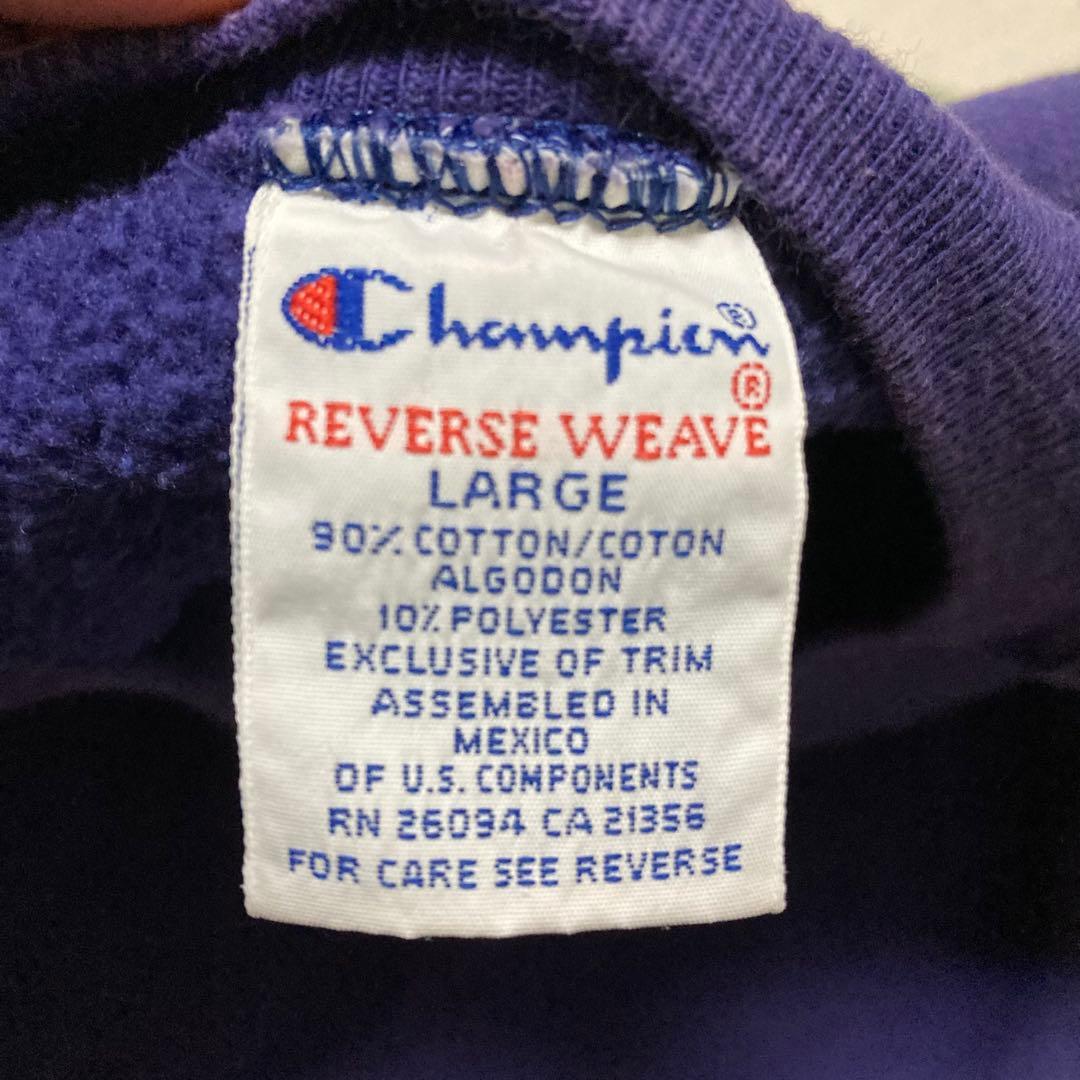 Champion®
®
REVERSE WEAVE
LARGE
90% COTTON/COTON
ALGODON
10% POLYESTER
EXCLUSIVE OF TRIM
ASSEMBLED IN
MEXICO
OF U.S. COMPONENTS
RN 26094 CA 21356
FOR CARE SEE REVERSE